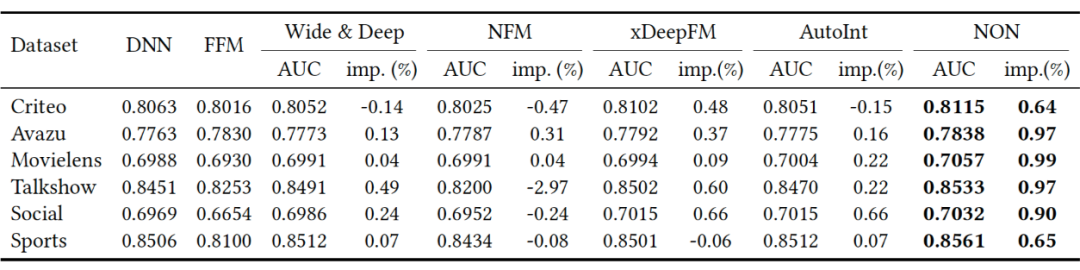 Dataset DNN FFM Wide & Deep NFM xDeepFM AutoInt NON
AUC imp. (%) AUC imp. (%) AUC imp.(%) AUC imp.(%) AUC imp.(%)
Criteo 0.8063 0.8016 0.8052 -0.14 0.8025 -0.47 0.8102 0.48 0.8051 -0.15 0.8115 0.64
Avazu 0.7763 0.7830 0.7773 0.13 0.7787 0.31 0.7792 0.37 0.7775 0.16 0.7838 0.97
Movielens 0.6988 0.6930 0.6991 0.04 0.6991 0.04 0.6994 0.09 0.7004 0.22 0.7057 0.99
Talkshow 0.8451 0.8253 0.8491 0.49 0.8200 -2.97 0.8502 0.60 0.8470 0.22 0.8533 0.97
Social 0.6969 0.6654 0.6986 0.24 0.6952 -0.24 0.7015 0.66 0.7015 0.66 0.7032 0.90
Sports 0.8506 0.8100 0.8512 0.07 0.8434 -0.08 0.8501 -0.06 0.8512 0.07 0.8561 0.65